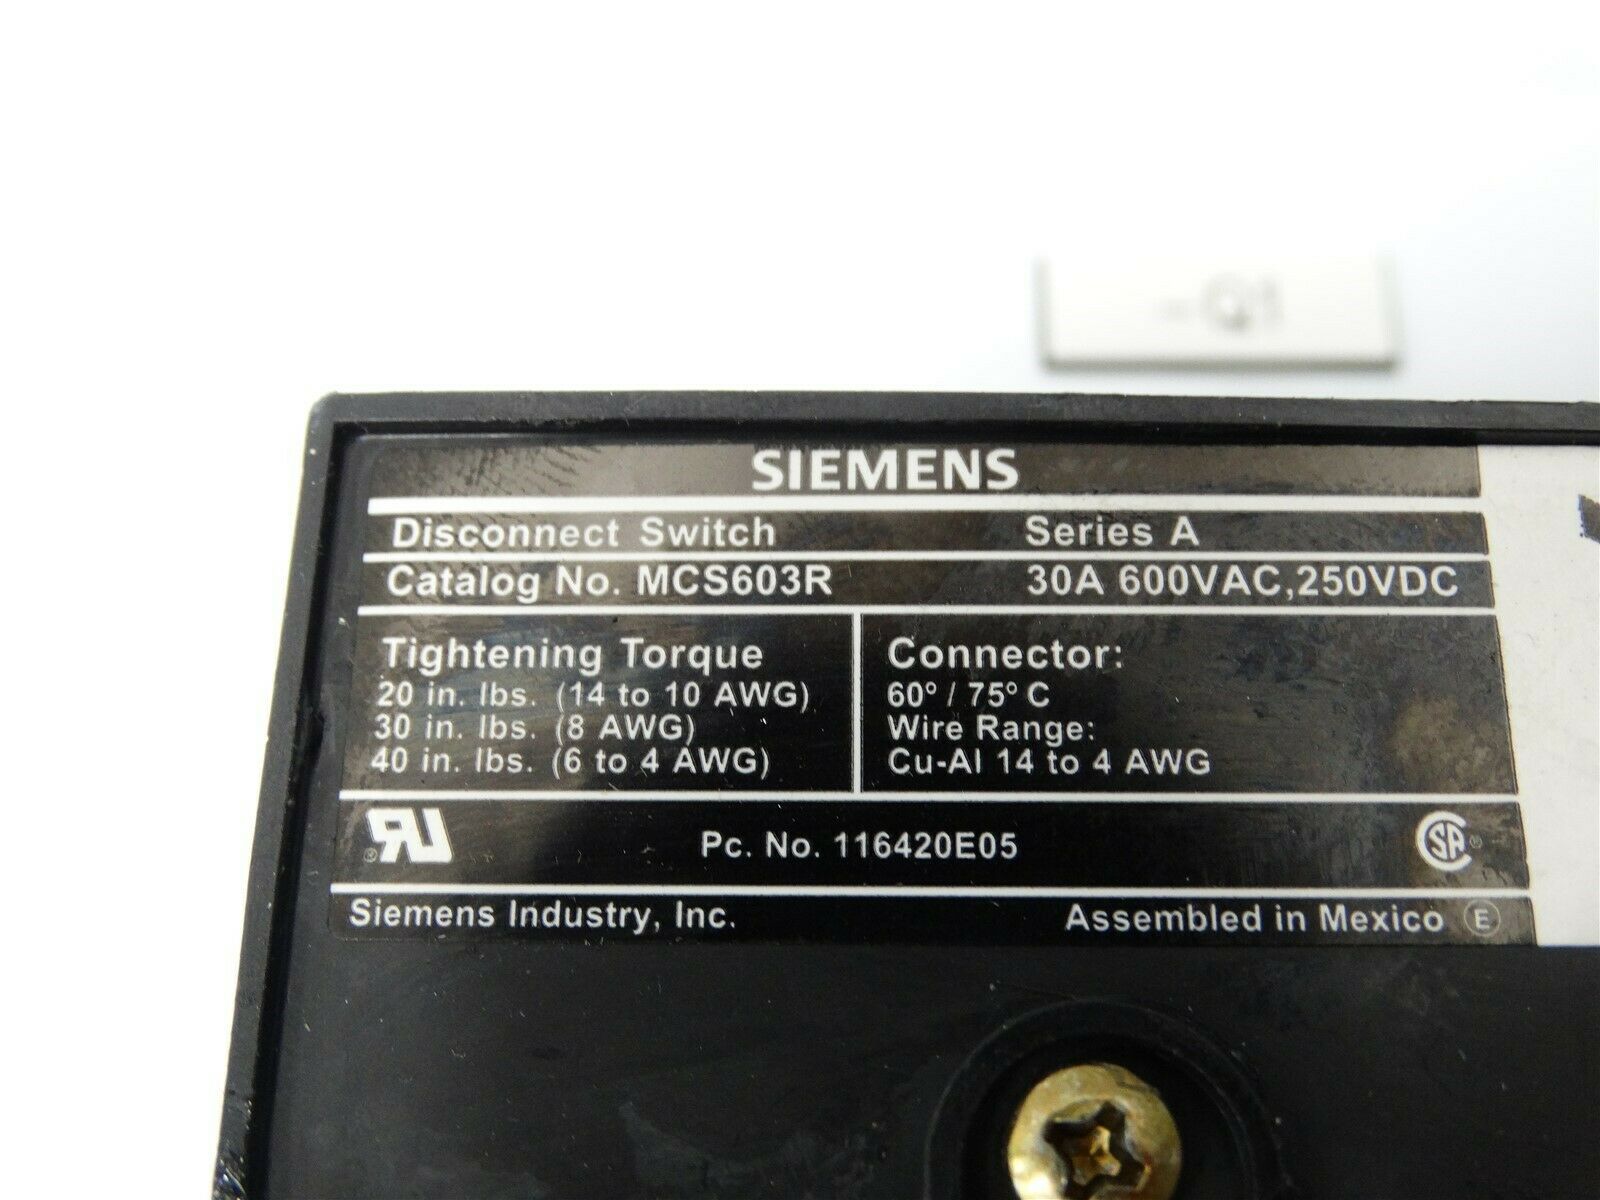 -Q1
SIEMENS
Disconnect Switch Series A
Catalog No. MCS603R 30A 600VAC,250VDC
Tightening Torque
20 in. lbs. (14 to 10 AWG)
30 in. lbs. (8 AWG)
40 in. lbs. (6 to 4 AWG)
Connector:
60° / 75° C
Wire Range:
Cu-Al 14 to 4 AWG
RU® Pc. No. 116420E05 CSA®
Siemens Industry, Inc. Assembled in Mexico E